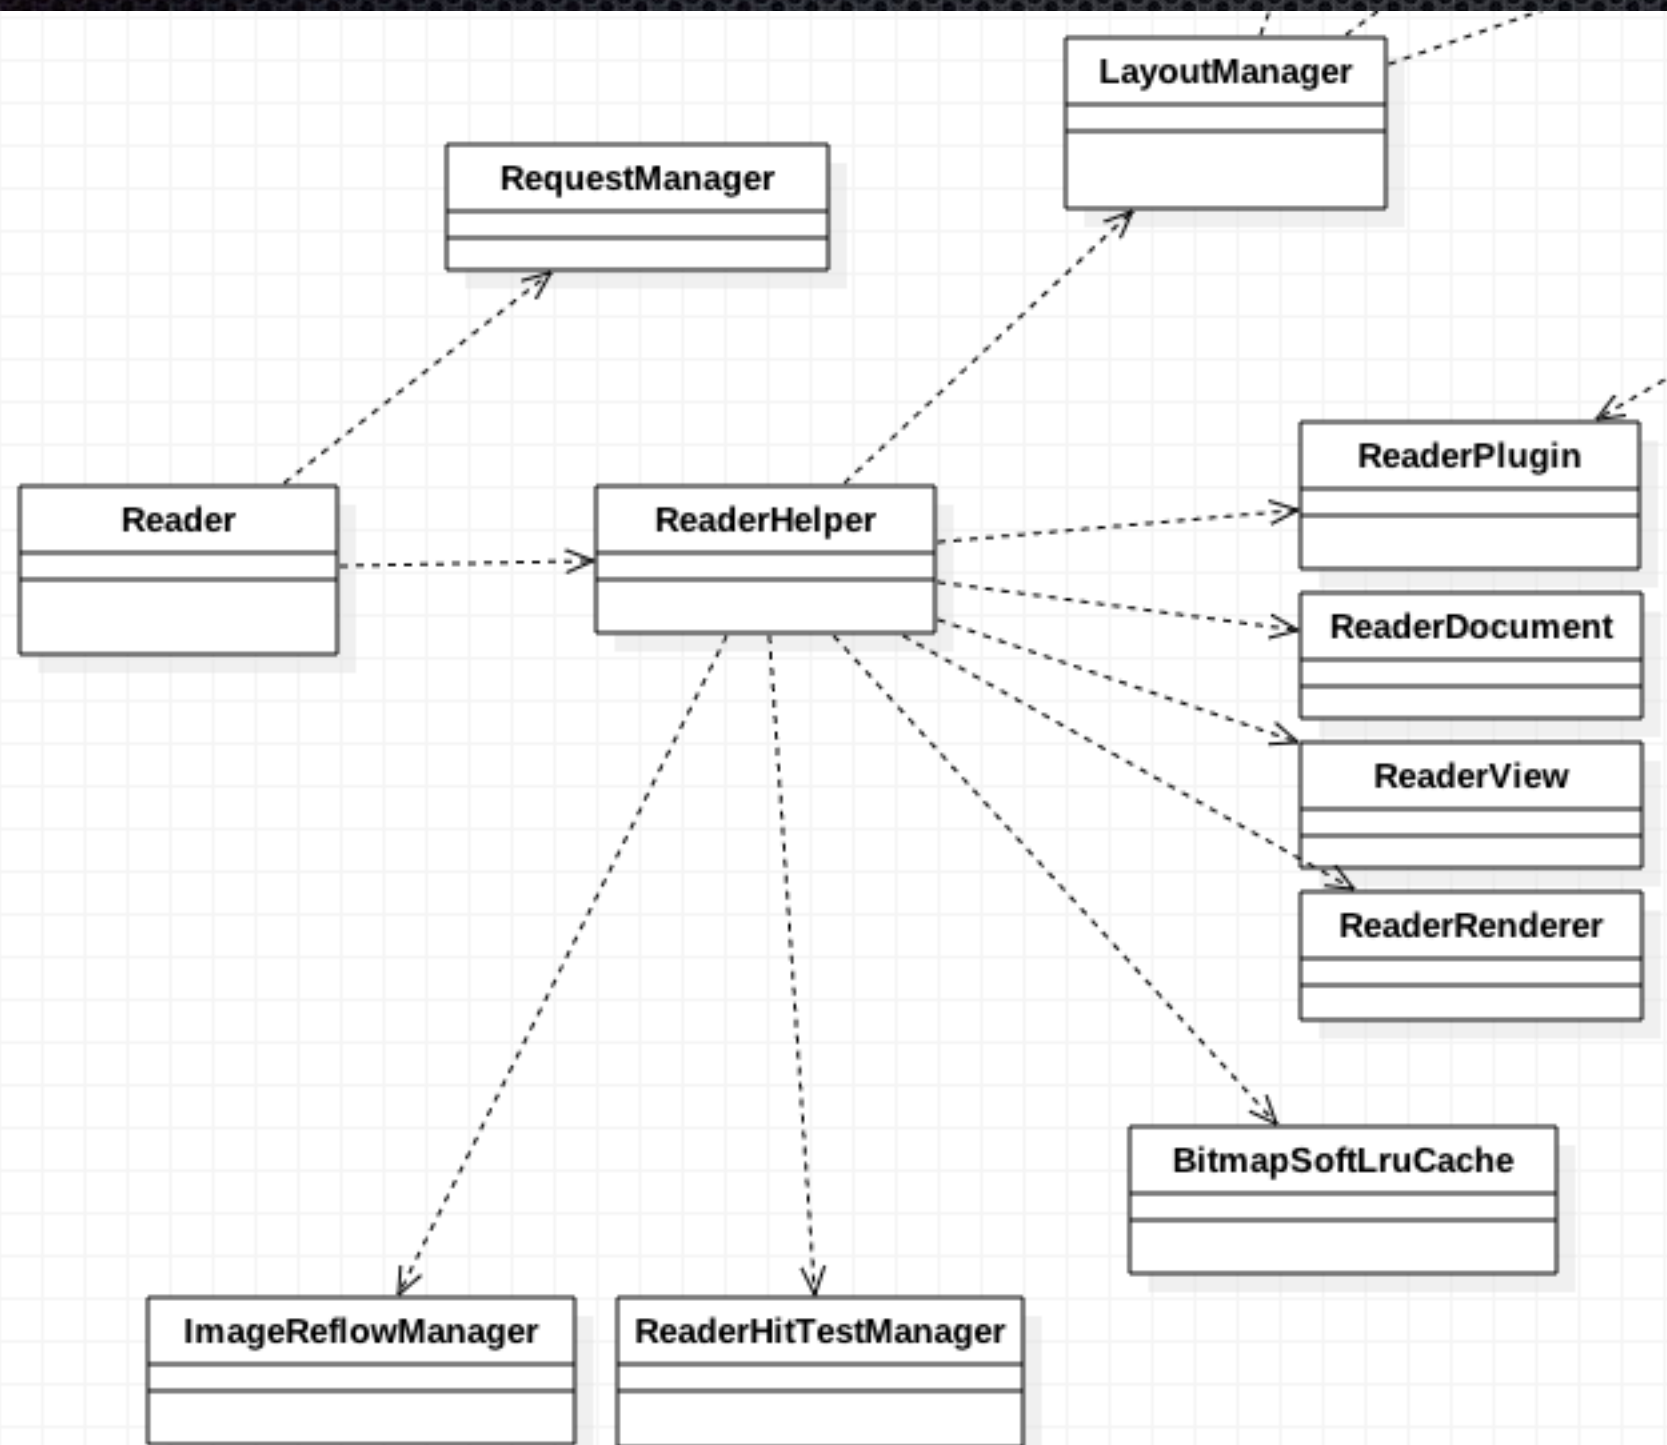 LayoutManager
RequestManager
ReaderPlugin
Reader
ReaderHelper
ReaderDocument
ReaderView
ReaderRenderer
BitmapSoftLruCache
ImageReflowManager
ReaderHitTestManager